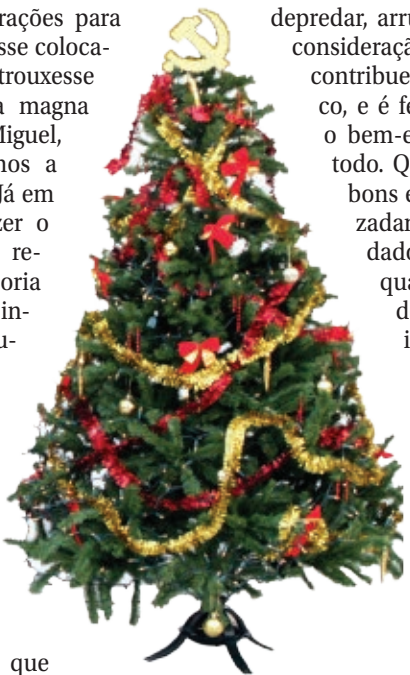 rações para
sse coloca-
trouxesse
a magna
Miguel,
nos a
Já em
zer o
re-
oria
in-
u-
que
depredar, arru
consideraçã
contribue
co, e é fe
o bem-e
todo. Q
bons e
zadar
dado
qua
d
i